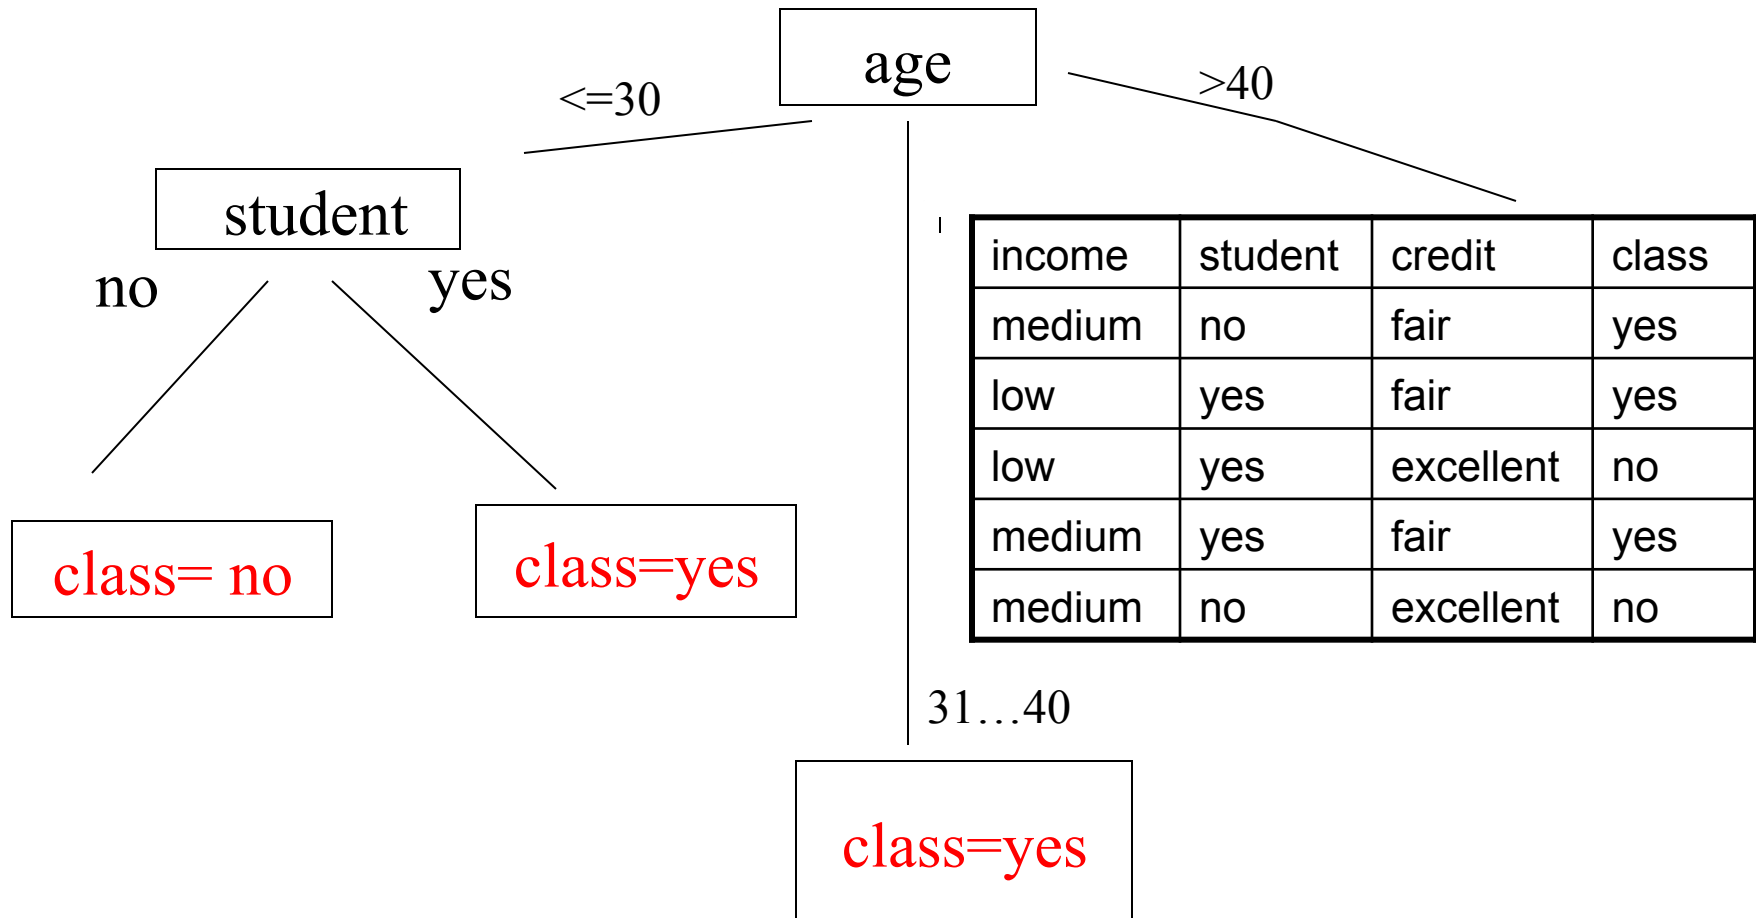 age
<=30
>40
student
no
yes
class= no
class=yes
income student credit class
medium no fair yes
low yes fair yes
low yes excellent no
medium yes fair yes
medium no excellent no
31…40
class=yes